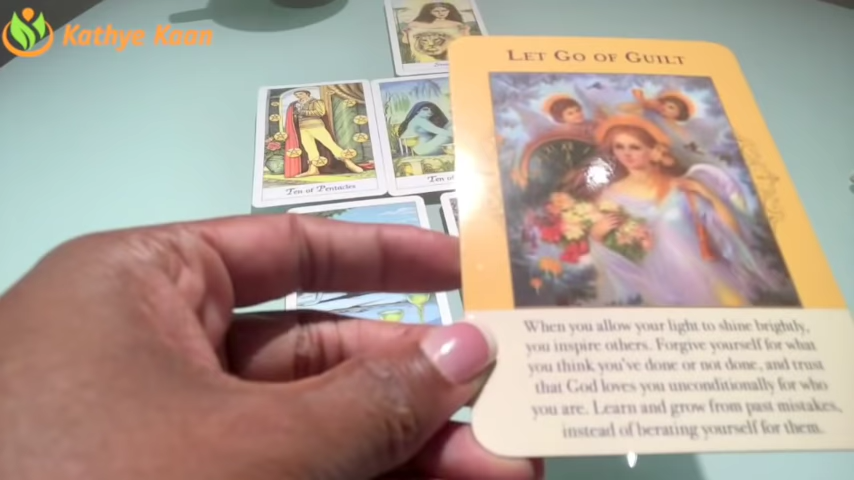 Kathye Kaan
LET GO OF GUILT
Ten of Pentacles
Ten of
When you allow your light to shine brightly,
you inspire others. Forgive yourself for what
you think you've done or not done, and trust
that God loves you unconditionally for who
you are. Learn and grow from past mistakes,
instead of berating yourself for them.